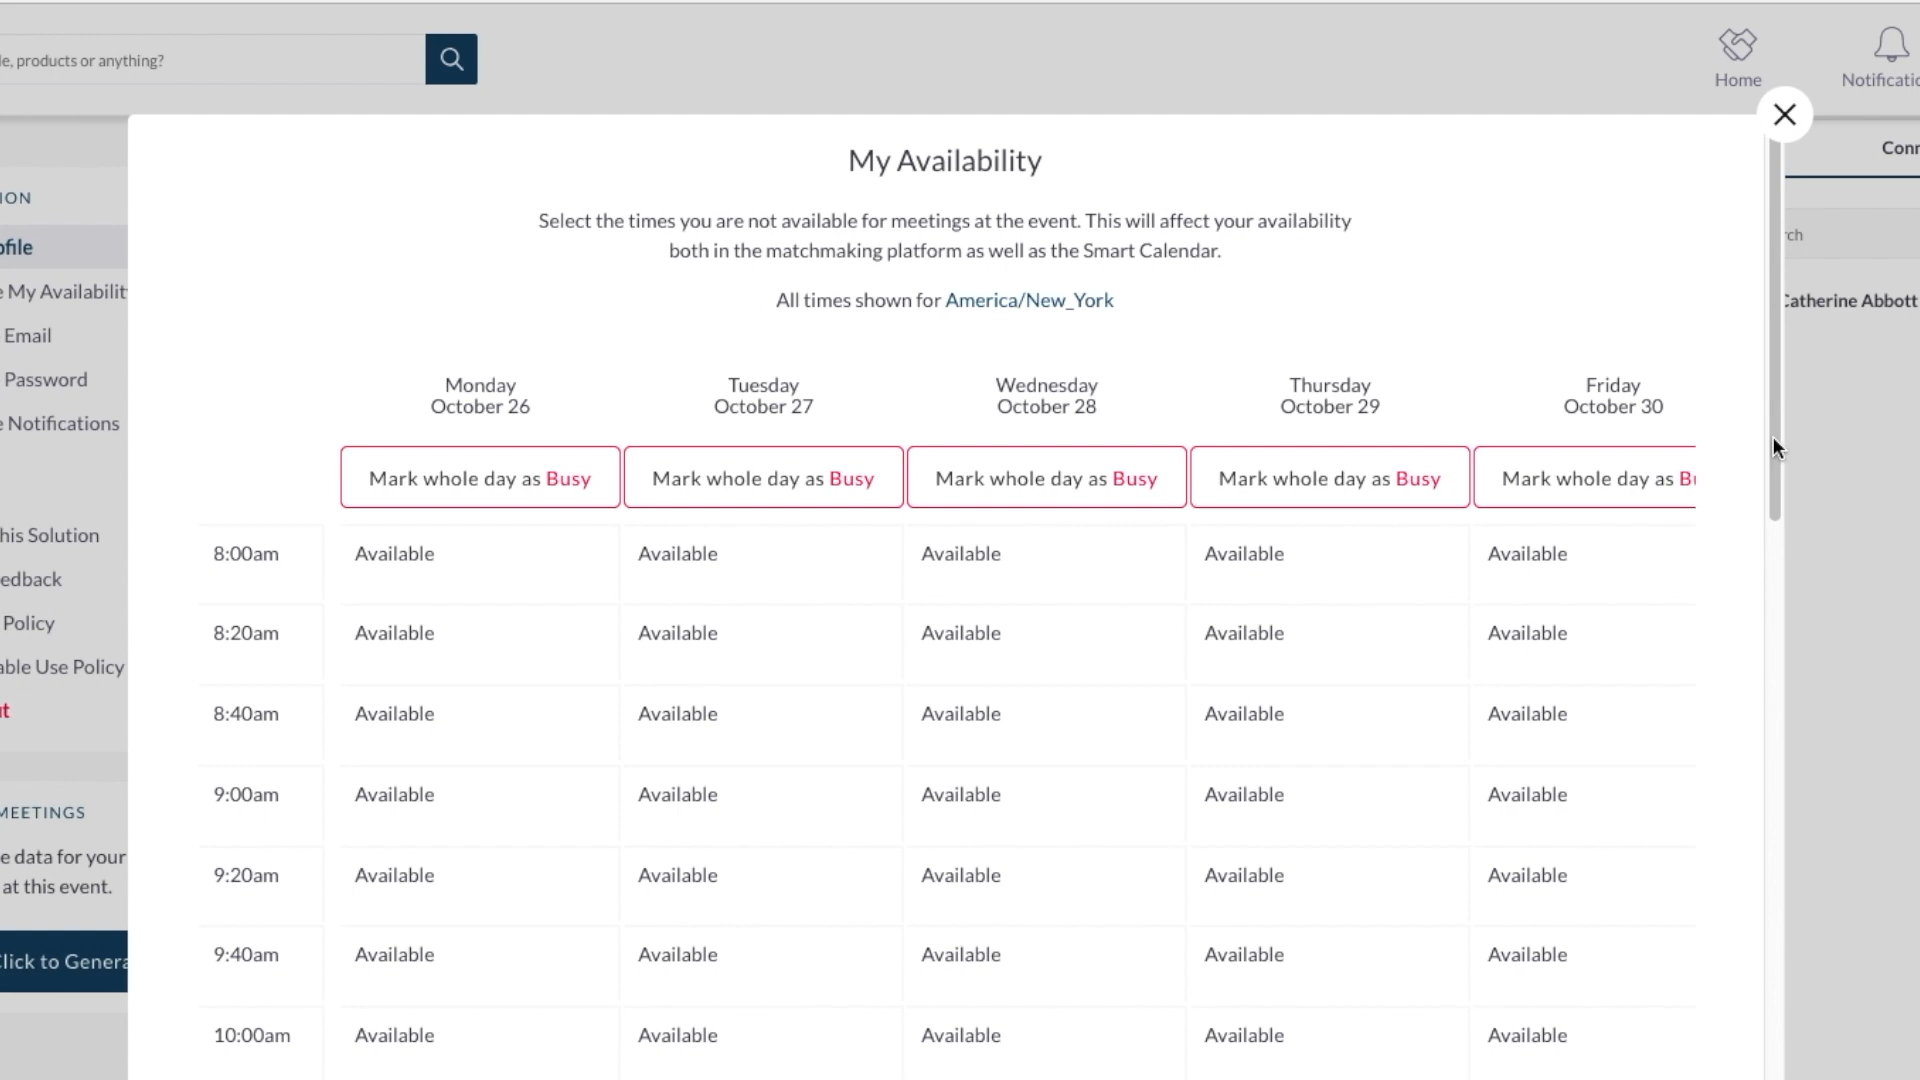 le, products or anything?
Home
Notificatio
My Availability
Select the times you are not available for meetings at the event. This will affect your availability
both in the matchmaking platform as well as the Smart Calendar.
All times shown for America/New_York
Monday
October 26
Tuesday
October 27
Wednesday
October 28
Thursday
October 29
Friday
October 30
Mark whole day as Busy
Mark whole day as Busy
Mark whole day as Busy
Mark whole day as Busy
Mark whole day as Bu
8:00am Available Available Available Available Available
8:20am Available Available Available Available Available
8:40am Available Available Available Available Available
9:00am Available Available Available Available Available
9:20am Available Available Available Available Available
9:40am Available Available Available Available Available
10:00am Available Available Available Available Available
ION
ofile
e My Availabilit
Email
Password
e Notifications
his Solution
edback
Policy
able Use Policy
ut
MEETINGS
e data for your
at this event.
Click to Genera
Conn
rch
Catherine Abbott